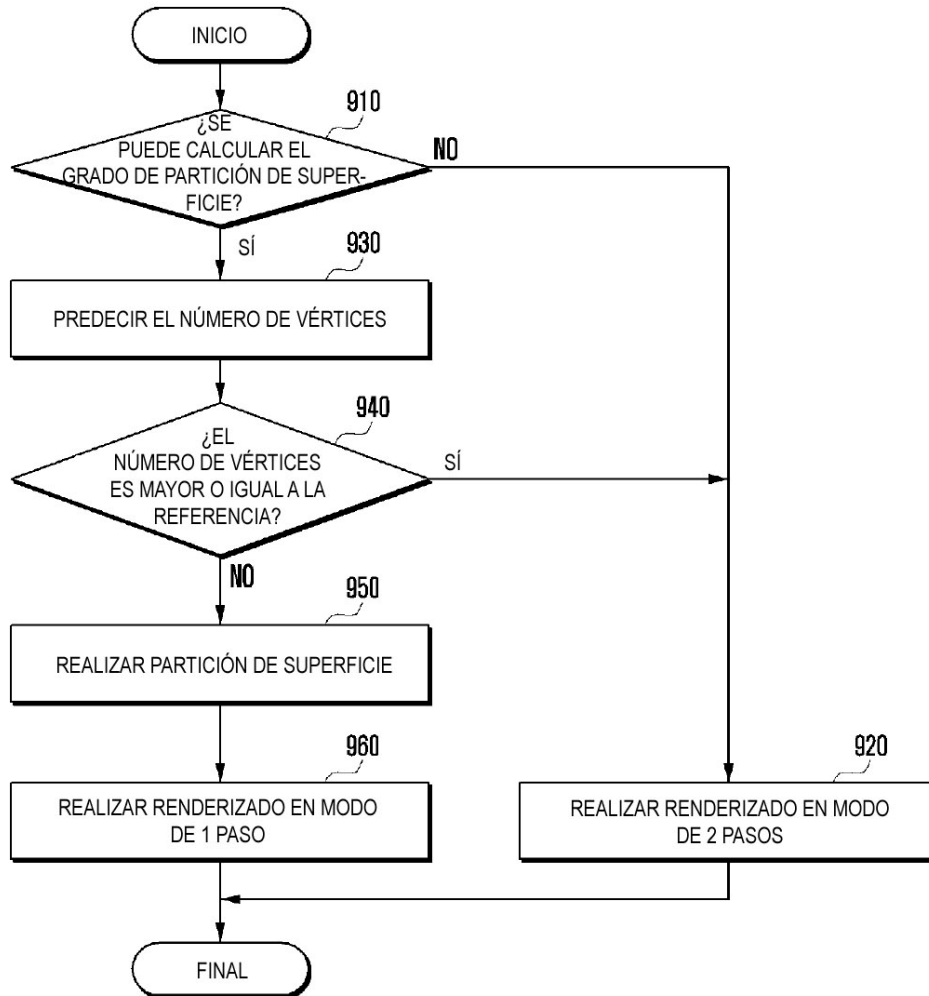 INICIO
910
¿SE
PUEDE CALCULAR EL
GRADO DE PARTICIÓN DE SUPER-
FICIE?
NO
SÍ
930
PREDECIR EL NÚMERO DE VÉRTICES
940
¿EL
NÚMERO DE VÉRTICES
ES MAYOR O IGUAL A LA
REFERENCIA?
SÍ
NO
950
REALIZAR PARTICIÓN DE SUPERFICIE
960
REALIZAR RENDERIZADO EN MODO
DE 1 PASO
920
REALIZAR RENDERIZADO EN MODO
DE 2 PASOS
FINAL